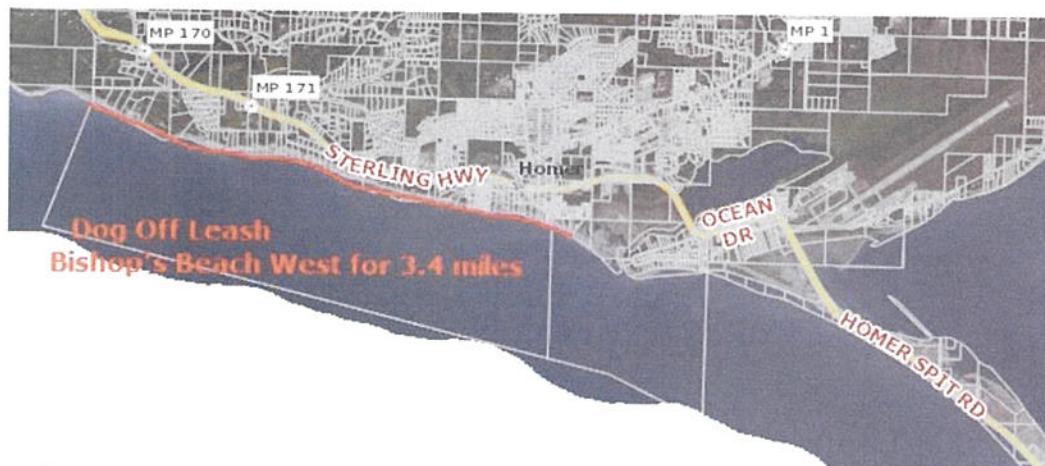 MP 170
MP 1
MP 171
STERLING HWY
Homer
OCEAN
DR
Dog Off Leash
Bishop's Beach West for 3.4 miles
HOMER SPIT RD